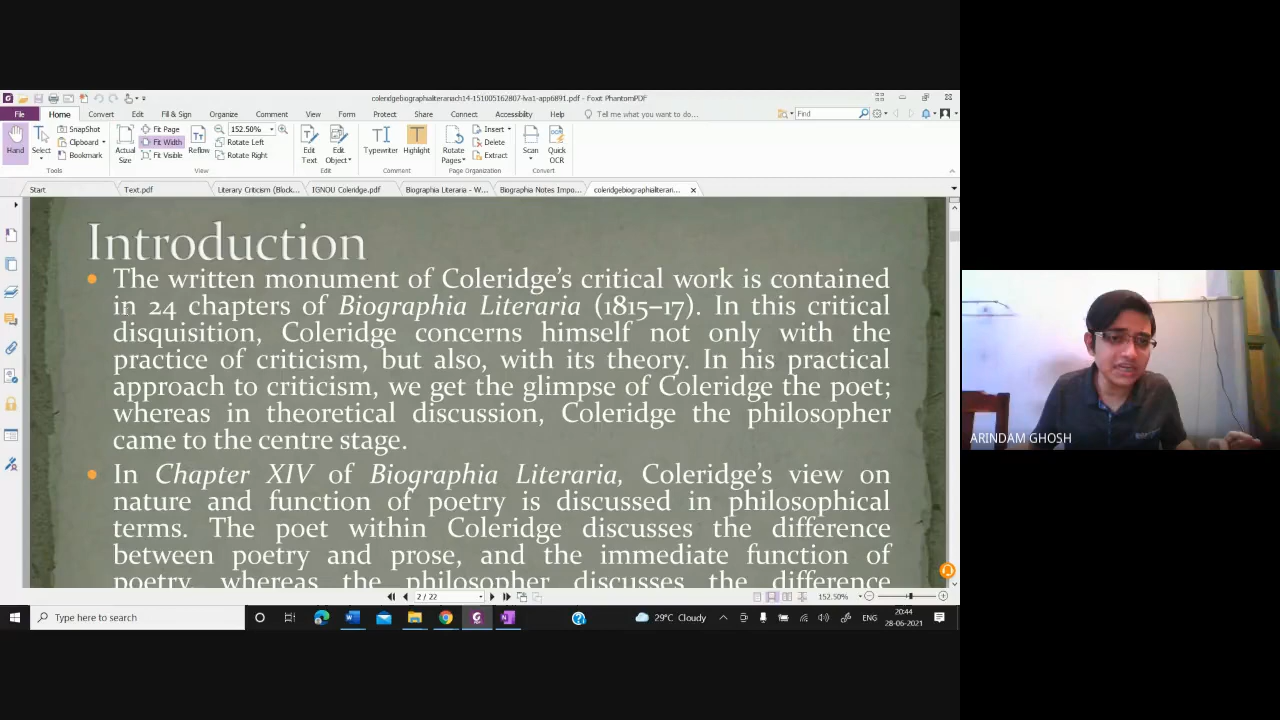 coleridgebiographialiterariach14-151005162807-lva1-app6891.pdf - Foxit PhantomPDF
File Home Convert Edit Fill & Sign Organize Comment View Form Protect Share Connect Accessibility Help Tell me what you want to do... Find
SnapShot Fit Page 152.50% Insert
Clipboard Fit Width Rotate Left Delete
Bookmark Fit Visible Rotate Right Extract
Hand Select Actual Size Reflow Edit Text Edit Object Typewriter Highlight Rotate Pages Scan Quick OCR
Tools View Edit Comment Page Organization Convert
Start Text.pdf Literary Criticism (Block... IGNOU Coleridge.pdf Biographia Literaria - W... Biographia Notes Impo... coleridgebiographialiterari...
Introduction
• The written monument of Coleridge's critical work is contained
in 24 chapters of Biographia Literaria (1815–17). In this critical
disquisition, Coleridge concerns himself not only with the
practice of criticism, but also, with its theory. In his practical
approach to criticism, we get the glimpse of Coleridge the poet;
whereas in theoretical discussion, Coleridge the philosopher
came to the centre stage.
• In Chapter XIV of Biographia Literaria, Coleridge's view on
nature and function of poetry is discussed in philosophical
terms. The poet within Coleridge discusses the difference
between poetry and prose, and the immediate function of
poetry, whereas the philosopher discusses the difference
2 / 22 152.50%
Type here to search 29°C Cloudy ENG 20:44
28-06-2021
ARINDAM GHOSH